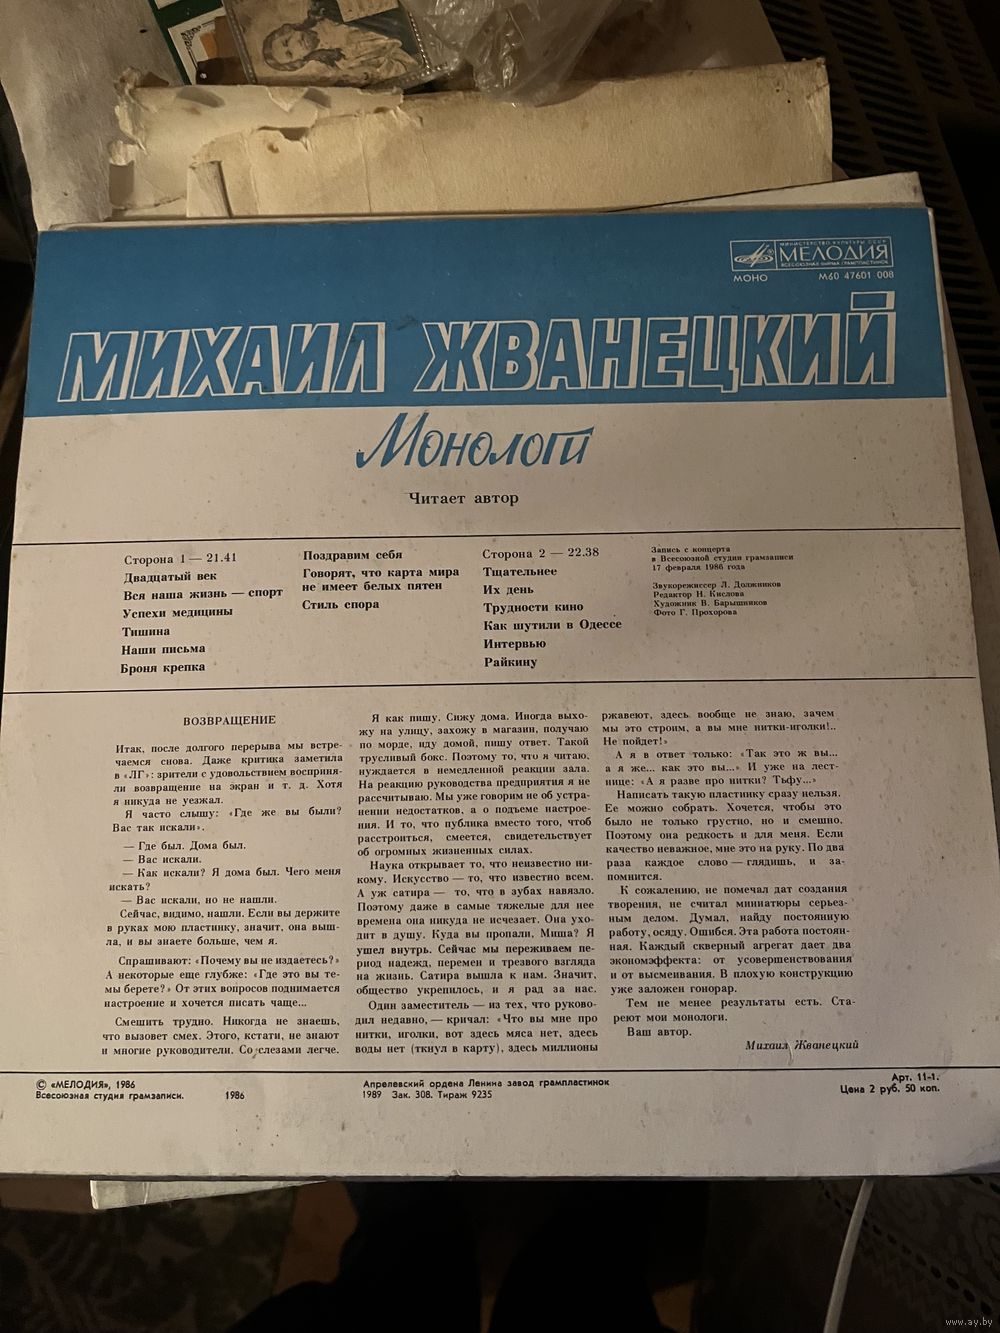 МИНИСТЕРСТВО КУЛЬТУРЫ СССР
МЕЛОДИЯ
ВСЕСОЮЗНАЯ ФИРМА ГРАМПЛАСТИНОК
МОНО М60 47601 008
МИХАИЛ ЖВАНЕЦКИЙ
Монологи
Читает автор
Сторона 1 — 21.41
Двадцатый век
Вся наша жизнь — спорт
Успехи медицины
Тишина
Наши письма
Броня крепка
Поздравим себя
Говорят, что карта мира
не имеет белых пятен
Стиль спора
Сторона 2 — 22.38
Тщательнее
Их день
Трудности кино
Как шутили в Одессе
Интервью
Райкину
Запись с концерта
в Всесоюзной студии грамзаписи
17 февраля 1986 года
Звукорежиссер Л. Должников
Редактор Н. Кислова
Художник В. Барышников
Фото Г. Прохорова
ВОЗВРАЩЕНИЕ
Итак, после долгого перерыва мы встре-
чаемся снова. Даже критика заметила
в «ЛГ»: зрители с удовольствием восприня-
ли возвращение на экран и т. д. Хотя
я никуда не уезжал.
Я часто слышу: «Где же вы были?
Вас так искали».
— Где был. Дома был.
— Вас искали.
— Как искали? Я дома был. Чего меня
искать?
— Вас искали, но не нашли.
Сейчас, видимо, нашли. Если вы держите
в руках мою пластинку, значит, она выш-
ла, и вы знаете больше, чем я.
Спрашивают: «Почему вы не издаетесь?»
А некоторые еще глубже: «Где это вы те-
мы берете?» От этих вопросов поднимается
настроение и хочется писать чаще...
Смешить трудно. Никогда не знаешь,
что вызовет смех. Этого, кстати, не знают
и многие руководители. Со слезами легче.
Я как пишу. Сижу дома. Иногда выхо-
жу на улицу, захожу в магазин, получаю
по морде, иду домой, пишу ответ. Такой
трусливый бокс. Поэтому то, что я читаю,
нуждается в немедленной реакции зала.
На реакцию руководства предприятия я не
рассчитываю. Мы уже говорим не об устра-
нении недостатков, а о подъеме настрое-
ния. И то, что публика вместо того, чтоб
расстроиться, смеется, свидетельствует
об огромных жизненных силах.
Наука открывает то, что неизвестно ни-
кому. Искусство — то, что известно всем.
А уж сатира — то, что в зубах навязло.
Поэтому даже в самые тяжелые для нее
времена она никуда не исчезает. Она ухо-
дит в душу. Куда вы пропали, Миша? Я
ушел внутрь. Сейчас мы переживаем пе-
риод надежд, перемен и трезвого взгляда
на жизнь. Сатира вышла к нам. Значит,
общество укрепилось, и я рад за нас.
Один заместитель — из тех, что руково-
дил недавно, — кричал: «Что вы мне про
нитки, иголки, вот здесь мяса нет, здесь
воды нет (ткнул в карту), здесь миллионы
ржавеют, здесь вообще не знаю, зачем
мы это строим, а вы мне нитки-иголки!..
Не пойдет!»
А я в ответ только: «Так это ж вы...
а я же... как это вы...» И уже на лест-
нице: «А я разве про нитки? Тьфу...»
Написать такую пластинку сразу нельзя.
Ее можно собрать. Хочется, чтобы это
было не только грустно, но и смешно.
Поэтому она редкость и для меня. Если
качество неважное, мне это на руку. По два
раза каждое слово — глядишь, и за-
помнится.
К сожалению, не помечал дат создания
творения, не считал миниатюры серьез-
ным делом. Думал, найду постоянную
работу, осяду. Ошибся. Эта работа постоян-
ная. Каждый скверный агрегат дает два
экономэффекта: от усовершенствования
и от высмеивания. В плохую конструкцию
уже заложен гонорар.
Тем не менее результаты есть. Ста-
реют мои монологи.
Ваш автор.
Михаил Жванецкий
© «МЕЛОДИЯ», 1986
Всесоюзная студия грамзаписи. 1986
Апрелевский ордена Ленина завод грампластинок
1989 Зак. 308. Тираж 9235
Арт. 11-1.
Цена 2 руб. 50 коп.
www.ay.by